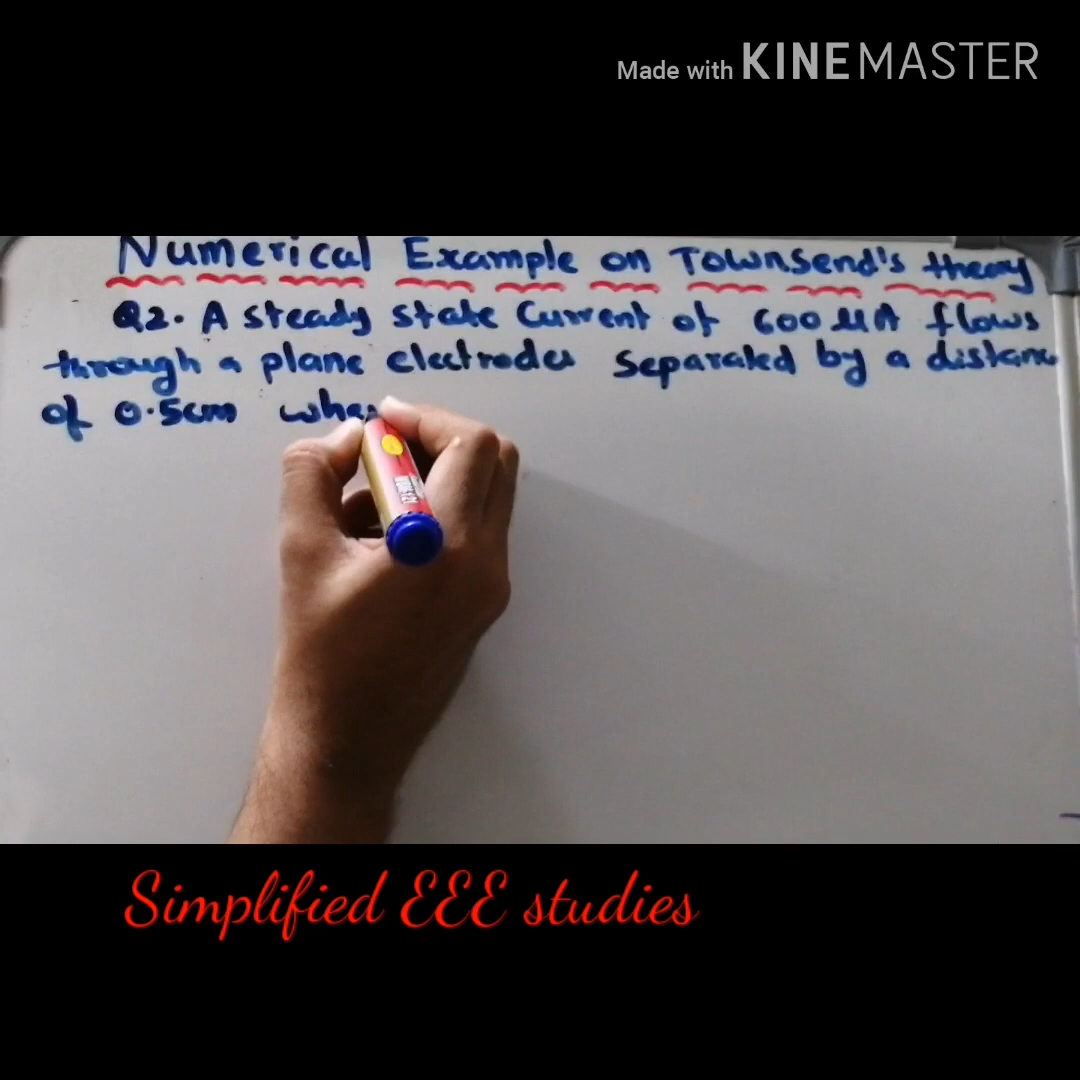 Made with KINEMASTER
Numerical Example on Townsend's theory
Q2. A steady state Current of 600 μA flows
through a plane electrodes separated by a distance
of 0.5cm
Simplified EEE studies